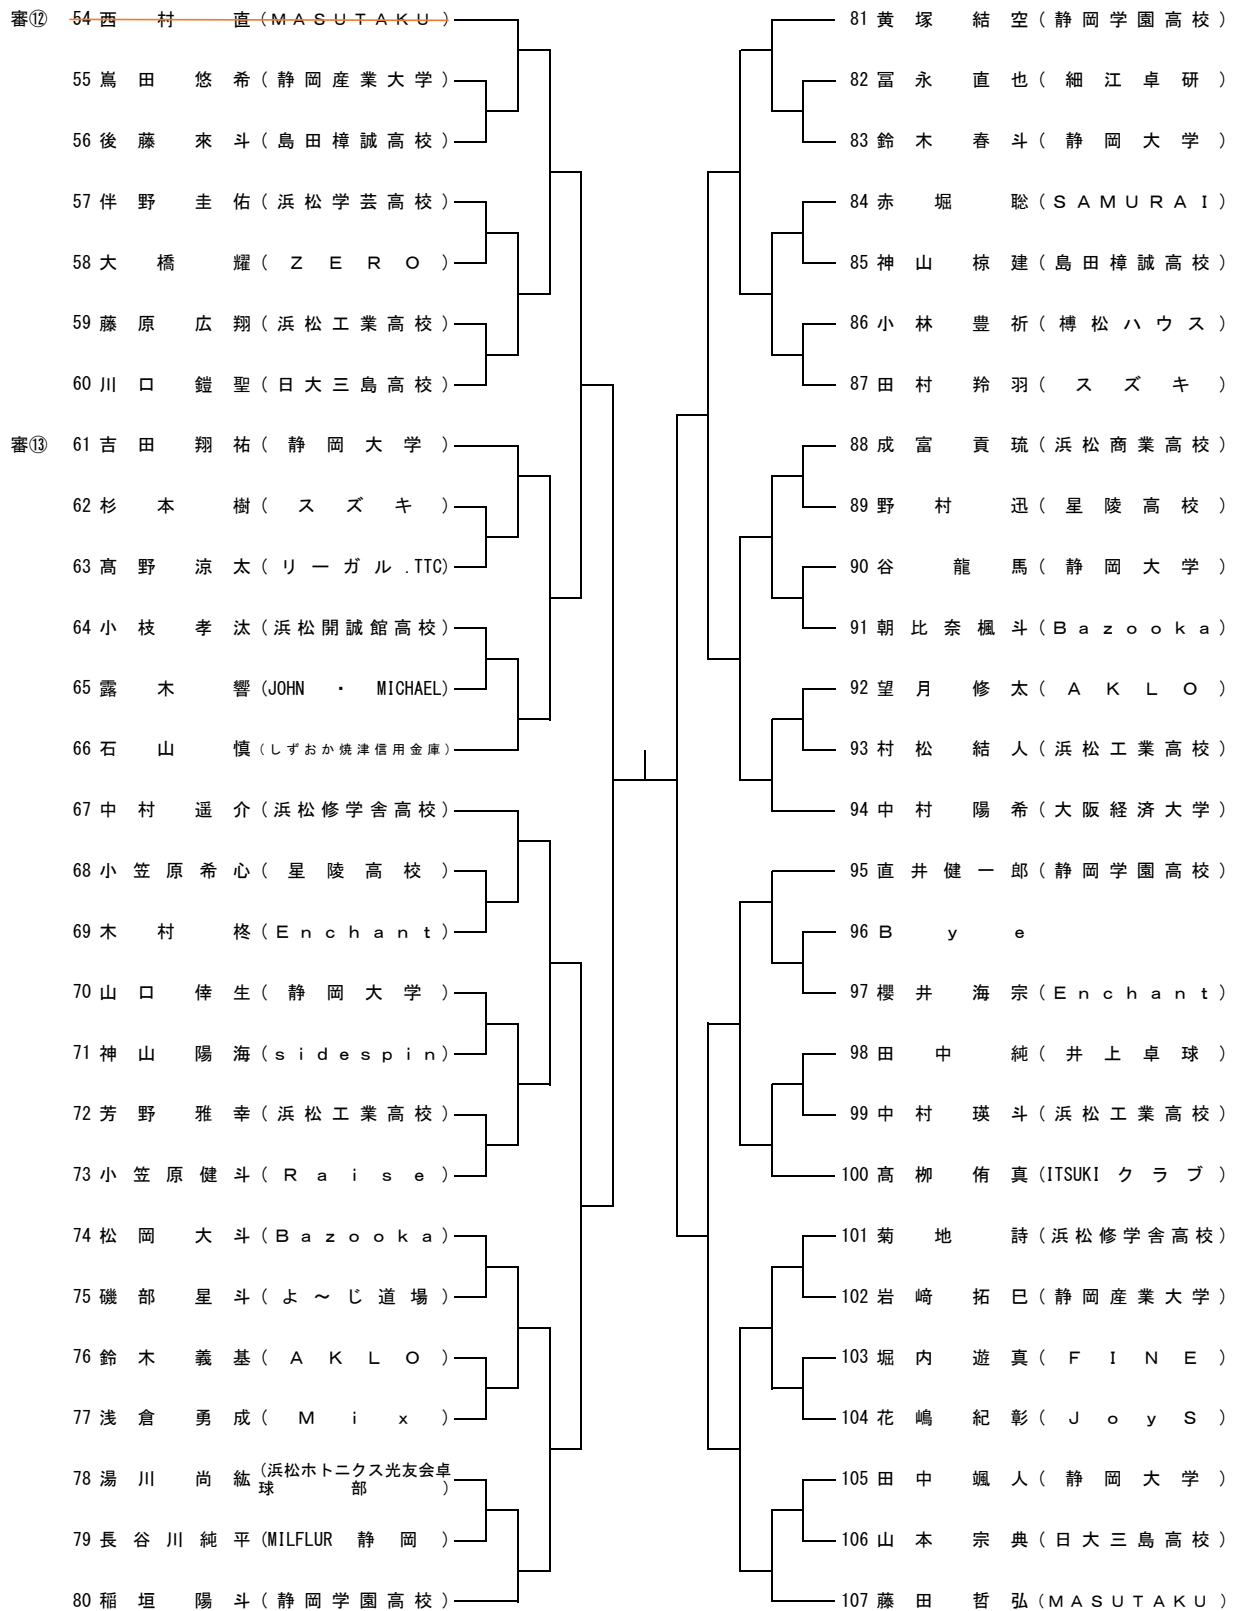 審⑫ 54 西村直 (MASUTAKU)
55 嶌田悠希 (静岡産業大学)
56 後藤來斗 (島田樟誠高校)
57 伴野圭佑 (浜松学芸高校)
58 大橋耀 (ZERO)
59 藤原広翔 (浜松工業高校)
60 川口鎧聖 (日大三島高校)
審⑬ 61 吉田翔祐 (静岡大学)
62 杉本樹 (スズキ)
63 髙野涼太 (リーガル.TTC)
64 小枝孝汰 (浜松開誠館高校)
65 露木響 (JOHN・MICHAEL)
66 石山慎 (しずおか焼津信用金庫)
67 中村遥介 (浜松修学舎高校)
68 小笠原希心 (星陵高校)
69 木村柊 (Enchant)
70 山口倖生 (静岡大学)
71 神山陽海 (sidespin)
72 芳野雅幸 (浜松工業高校)
73 小笠原健斗 (Raise)
74 松岡大斗 (Bazooka)
75 磯部星斗 (よ～じ道場)
76 鈴木義基 (AKLO)
77 浅倉勇成 (Mix)
78 湯川尚紘 (浜松ホトニクス光友会卓
球部)
79 長谷川純平 (MILFLUR静岡)
80 稲垣陽斗 (静岡学園高校)
81 黄塚結空 (静岡学園高校)
82 冨永直也 (細江卓研)
83 鈴木春斗 (静岡大学)
84 赤堀聡 (SAMURAI)
85 神山椋建 (島田樟誠高校)
86 小林豊祈 (榑松ハウス)
87 田村羚羽 (スズキ)
88 成富貢琉 (浜松商業高校)
89 野村迅 (星陵高校)
90 谷龍馬 (静岡大学)
91 朝比奈楓斗 (Bazooka)
92 望月修太 (AKLO)
93 村松結人 (浜松工業高校)
94 中村陽希 (大阪経済大学)
95 直井健一郎 (静岡学園高校)
96 Bye
97 櫻井海宗 (Enchant)
98 田中純 (井上卓球)
99 中村瑛斗 (浜松工業高校)
100 髙栁侑真 (ITSUKIクラブ)
101 菊地詩 (浜松修学舎高校)
102 岩﨑拓巳 (静岡産業大学)
103 堀内遊真 (FINE)
104 花嶋紀彰 (JoyS)
105 田中颯人 (静岡大学)
106 山本宗典 (日大三島高校)
107 藤田哲弘 (MASUTAKU)